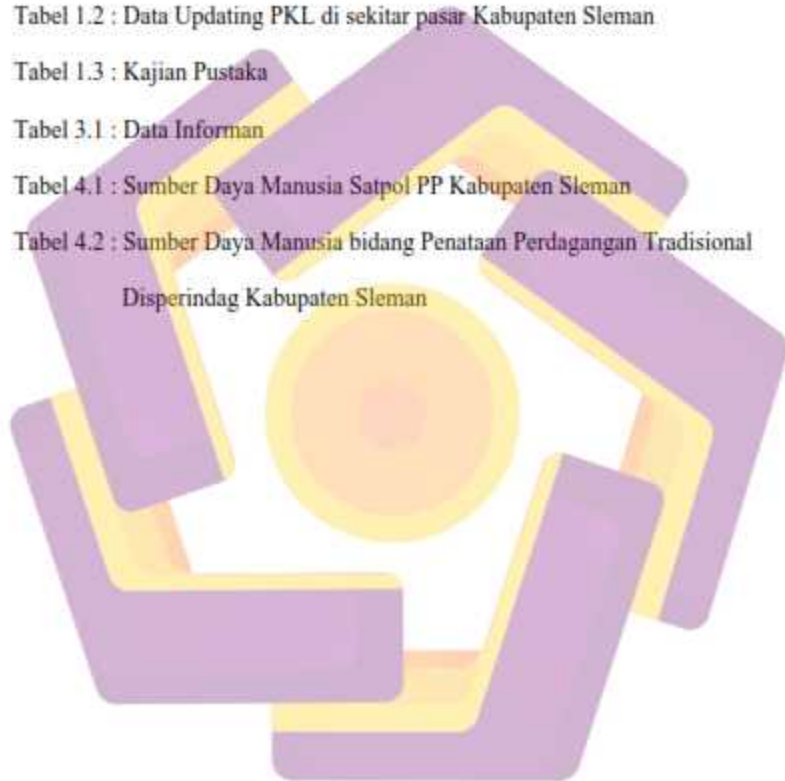 Tabel 1.2 : Data Updating PKL di sekitar pasar Kabupaten Sleman
Tabel 1.3 : Kajian Pustaka
Tabel 3.1 : Data Informan
Tabel 4.1 : Sumber Daya Manusia Satpol PP Kabupaten Sleman
Tabel 4.2 : Sumber Daya Manusia bidang Penataan Perdagangan Tradisional
Disperindag Kabupaten Sleman